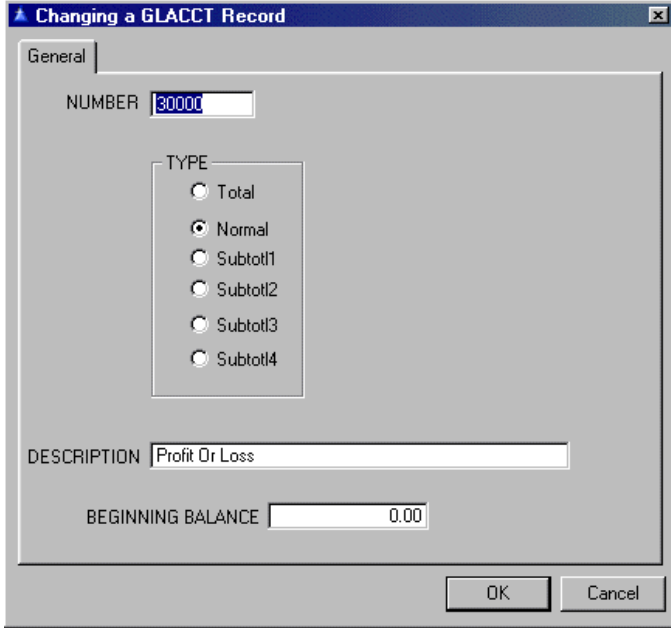 Changing a GLACCT Record
General
NUMBER 30000
TYPE
Total
Normal
Subtotl1
Subtotl2
Subtotl3
Subtotl4
DESCRIPTION Profit Or Loss
BEGINNING BALANCE 0.00
OK Cancel